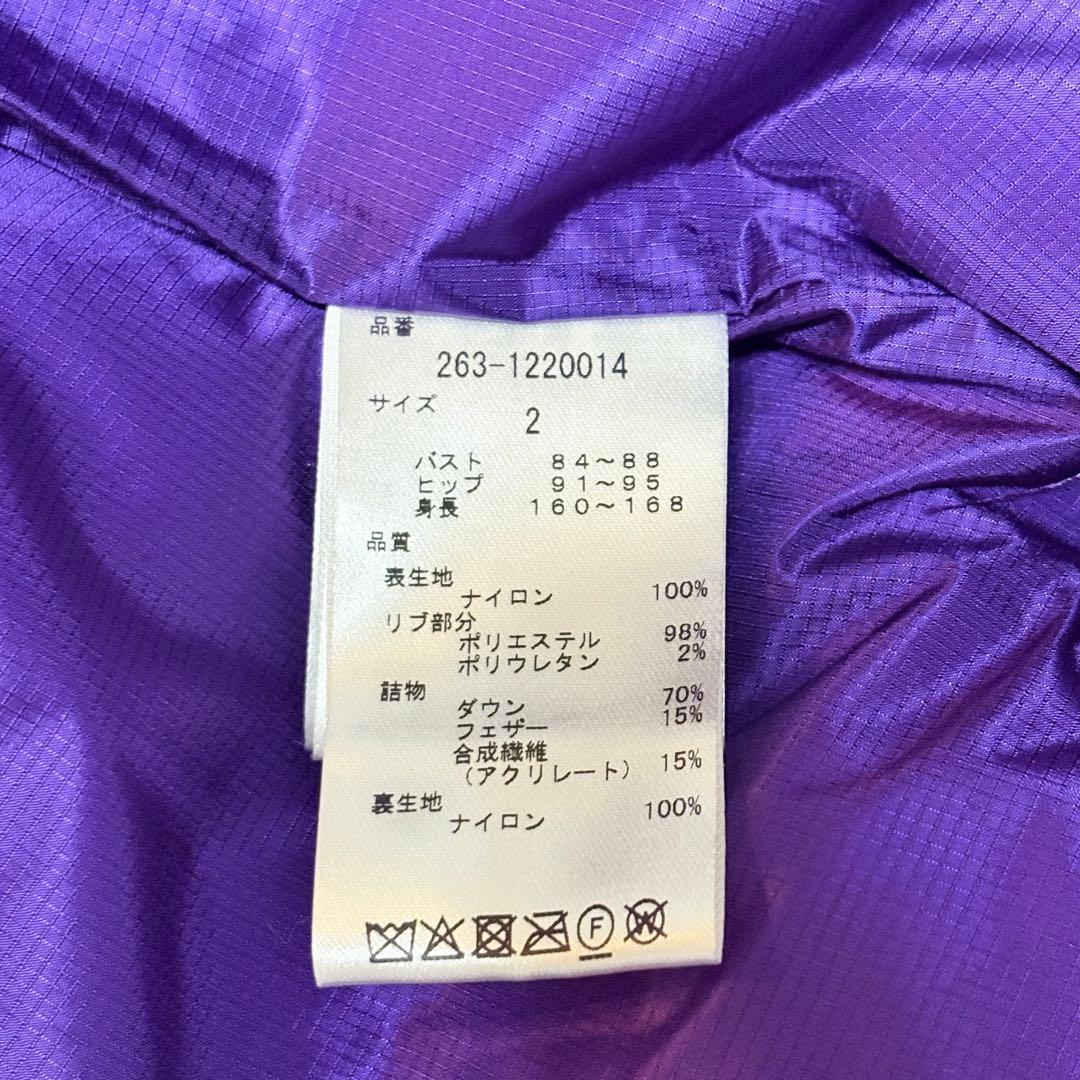 品番
263-1220014
サイズ
2
バスト 84～88
ヒップ 91～95
身長 160～168
品質
表生地
ナイロン 100%
リブ部分
ポリエステル 98%
ポリウレタン 2%
詰物
ダウン 70%
フェザー 15%
合成繊維
(アクリレート) 15%
裏生地
ナイロン 100%
F W